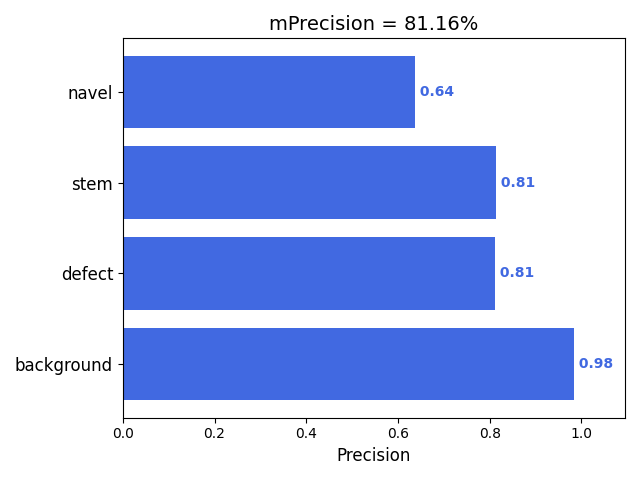 mPrecision = 81.16%
navel
0.64
stem
0.81
defect
0.81
background
0.98
0.0 0.2 0.4 0.6 0.8 1.0
Precision